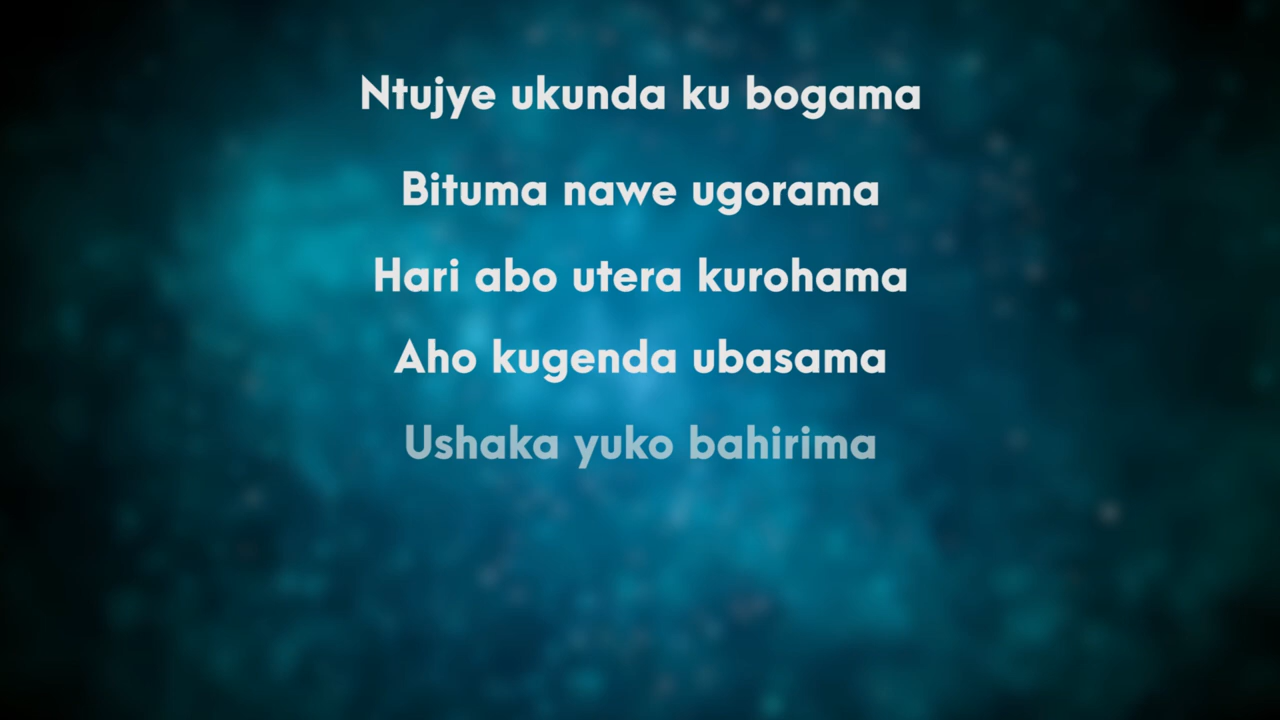 Ntujye ukunda ku bogama
Bituma nawe ugorama
Hari abo utera kurohama
Aho kugenda ubasama
Ushaka yuko bahirima